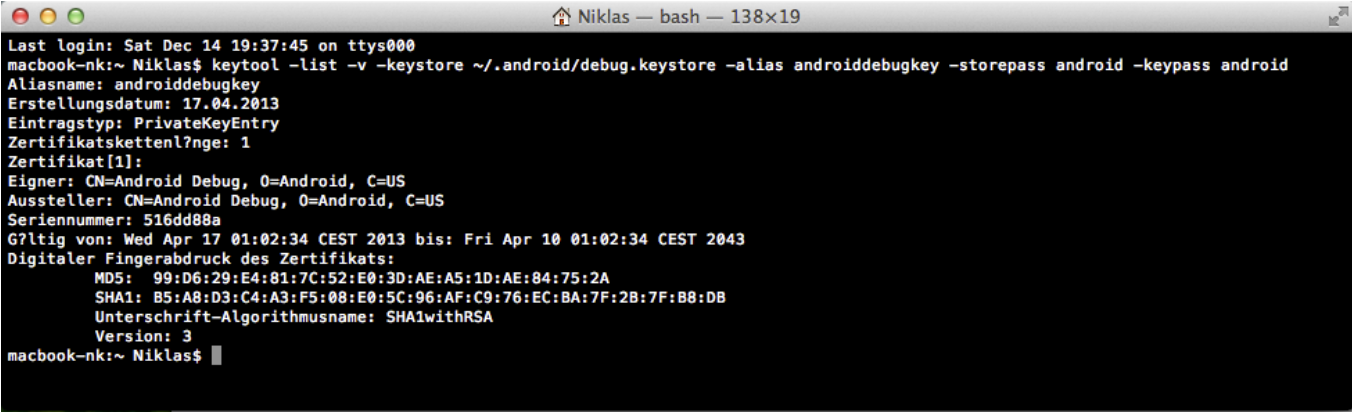 Niklas — bash — 138×19
Last login: Sat Dec 14 19:37:45 on ttys000
macbook-nk:~ Niklas$ keytool -list -v -keystore ~/.android/debug.keystore -alias androiddebugkey -storepass android -keypass android
Aliasname: androiddebugkey
Erstellungsdatum: 17.04.2013
Eintragstyp: PrivateKeyEntry
Zertifikatskettenl?nge: 1
Zertifikat[1]:
Eigner: CN=Android Debug, O=Android, C=US
Aussteller: CN=Android Debug, O=Android, C=US
Seriennummer: 516dd88a
G?ltig von: Wed Apr 17 01:02:34 CEST 2013 bis: Fri Apr 10 01:02:34 CEST 2043
Digitaler Fingerabdruck des Zertifikats:
MD5: 99:D6:29:E4:81:7C:52:E0:3D:AE:A5:1D:AE:84:75:2A
SHA1: B5:A8:D3:C4:A3:F5:08:E0:5C:96:AF:C9:76:EC:BA:7F:2B:7F:B8:DB
Unterschrift-Algorithmusname: SHA1withRSA
Version: 3
macbook-nk:~ Niklas$